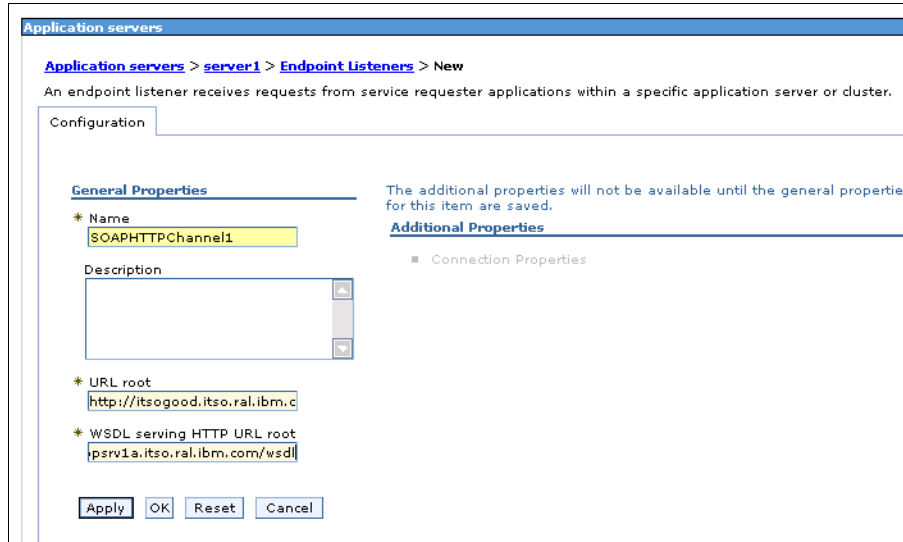 Application servers
Application servers > server1 > Endpoint Listeners > New
An endpoint listener receives requests from service requester applications within a specific application server or cluster.
Configuration
General Properties
The additional properties will not be available until the general propertie
for this item are saved.
* Name
SOAPHTTPChannel1
Additional Properties
Connection Properties
Description
* URL root
http://itsogood.itso.ral.ibm.c
* WSDL serving HTTP URL root
psrv1a.itso.ral.ibm.com/wsdl
Apply OK Reset Cancel